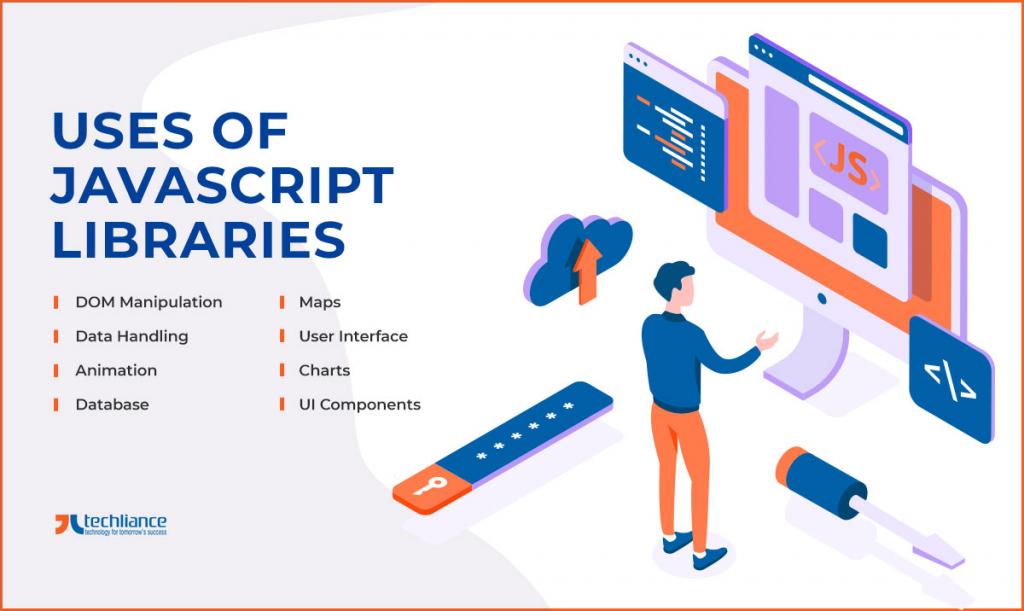 USES OF
JAVASCRIPT
LIBRARIES
DOM Manipulation
Data Handling
Animation
Database
Maps
User Interface
Charts
UI Components
techliance
technology for tomorrow's success
<JS>
******
</>